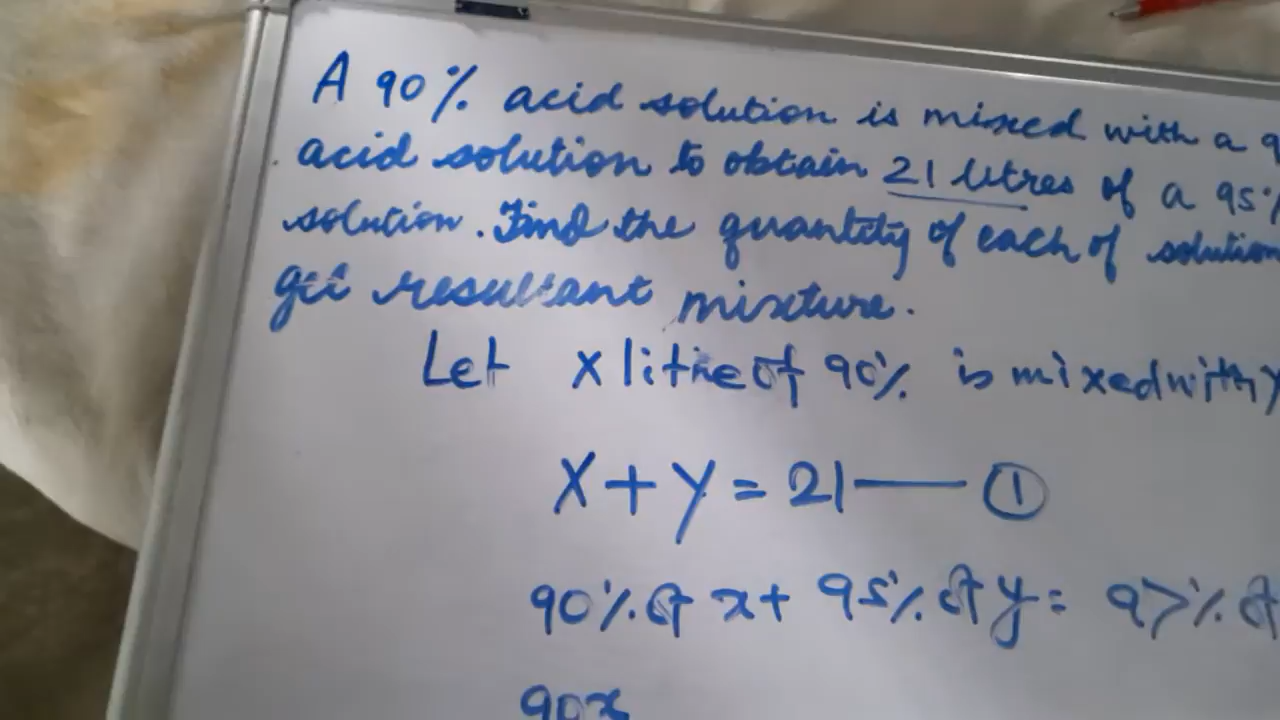 A 90% acid solution is mixed with a 9
acid solution to obtain 21 litres of a 95%
solution. Find the quantity of each of solution
get resultant mixture.
Let x litre of 90% is mixed with y
x + y = 21 — ①
90% of x + 95% of y = 97% of
90x